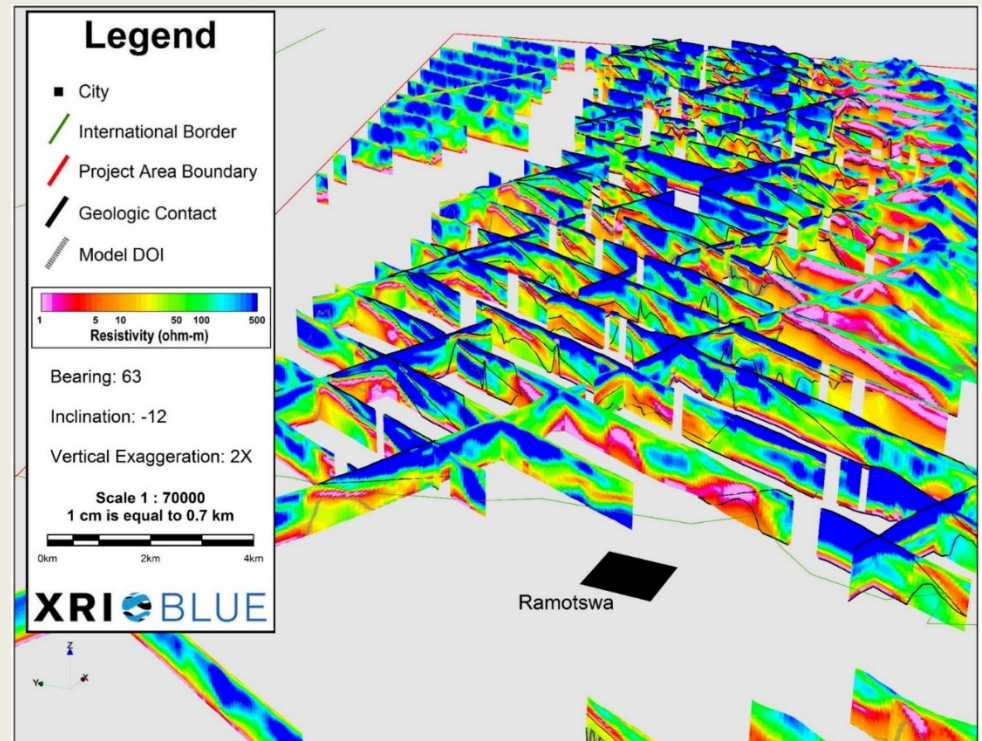 Legend
City
International Border
Project Area Boundary
Geologic Contact
Model DOI
1 5 10 50 100 500
Resistivity (ohm-m)
Bearing: 63
Inclination: -12
Vertical Exaggeration: 2X
Scale 1 : 70000
1 cm is equal to 0.7 km
0km 2km 4km
XRI BLUE
Ramotswa
Z
Y X